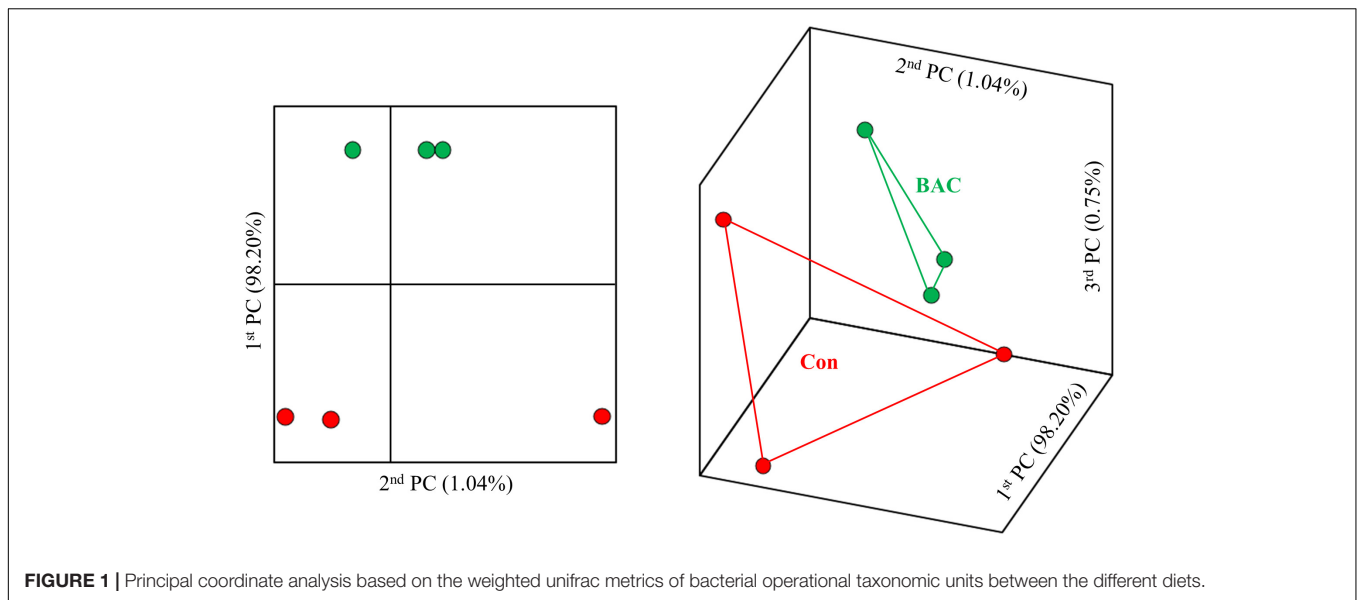 1st PC (98.20%)
2nd PC (1.04%)
2nd PC (1.04%)
BAC
3rd PC (0.75%)
Con
1st PC (98.20%)
FIGURE 1 | Principal coordinate analysis based on the weighted unifrac metrics of bacterial operational taxonomic units between the different diets.